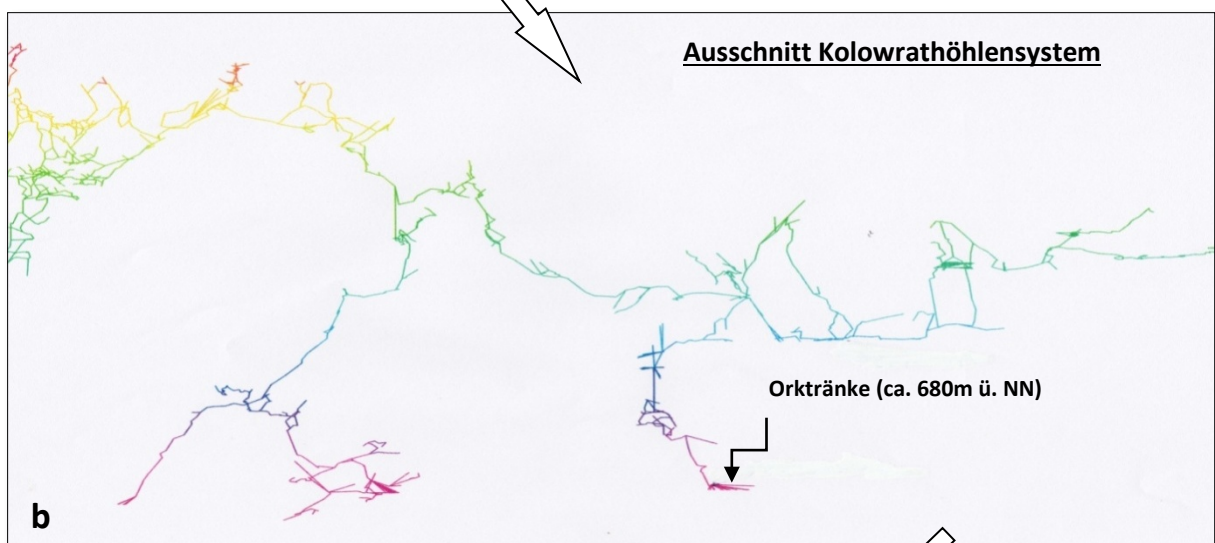 Ausschnitt Kolowrathöhlensystem
Orktränke (ca. 680m ü. NN)
b